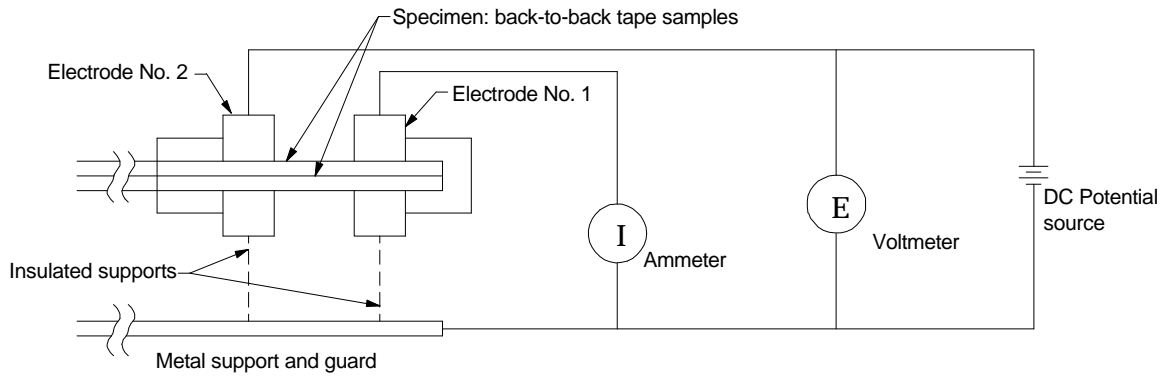 Specimen: back-to-back tape samples
Electrode No. 2
Electrode No. 1
DC Potential
source
E
Voltmeter
I
Ammeter
Insulated supports
Metal support and guard